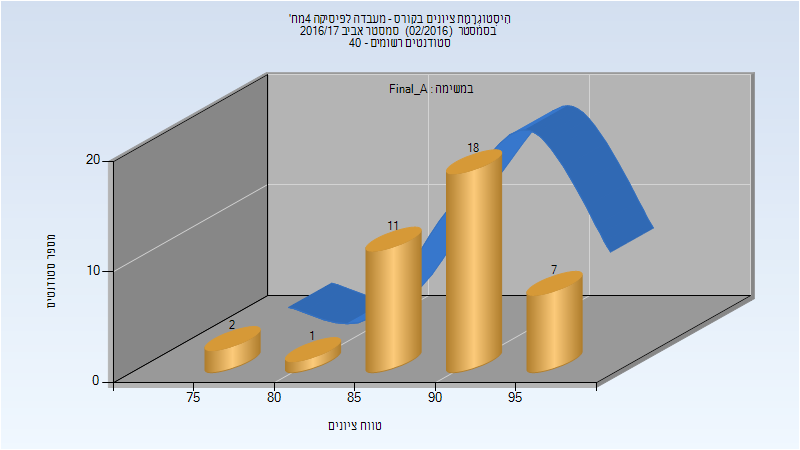 היסטוגרמת ציונים בקורס - מעבדה לפיסיקה 4מח'
בסמסטר (02/2016) סמסטר אביב 2016/17
סטודנטים רשומים - 40
במשימה : Final_A
20
10
0
מספר סטודנטים
2
1
11
18
7
75
80
85
90
95
טווח ציונים